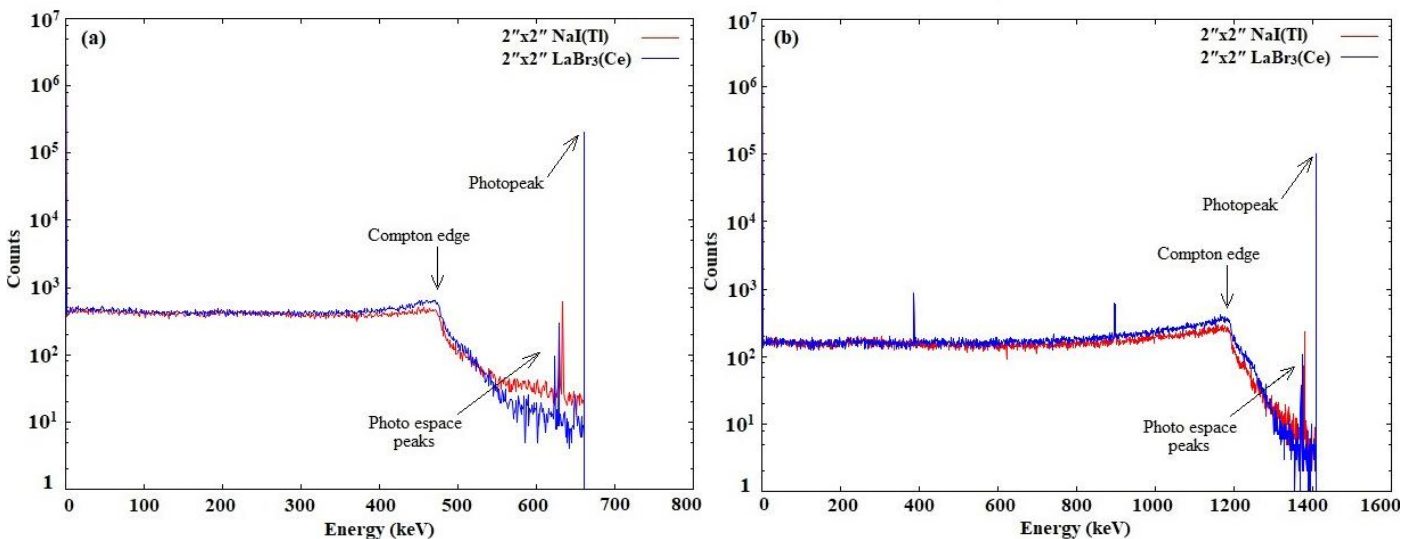 (a)
2"x2" NaI(Tl)
2"x2" LaBr₃(Ce)
10⁷
10⁶
10⁵
10⁴
10³
10²
10¹
1
Counts
Photopeak
Compton edge
Photo espace
peaks
0 100 200 300 400 500 600 700 800
Energy (keV)
(b)
2"x2" NaI(Tl)
2"x2" LaBr₃(Ce)
10⁷
10⁶
10⁵
10⁴
10³
10²
10¹
1
Counts
Photopeak
Compton edge
Photo espace
peaks
0 200 400 600 800 1000 1200 1400 1600
Energy (keV)